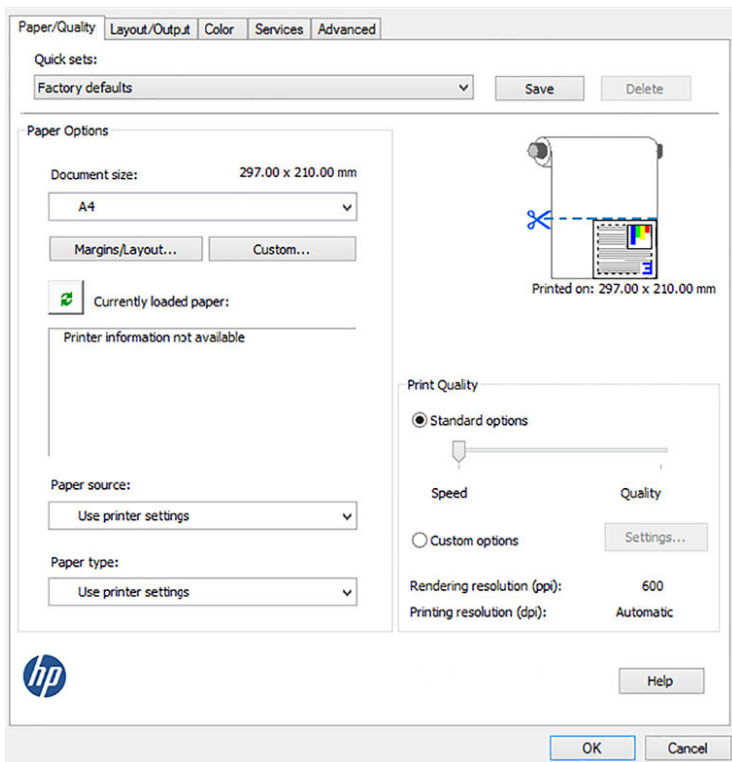 Paper/Quality Layout/Output Color Services Advanced
Quick sets:
Factory defaults
Save Delete
Paper Options
Document size: 297.00 x 210.00 mm
A4
Margins/Layout... Custom...
Currently loaded paper:
Printer information not available
Printed on: 297.00 x 210.00 mm
Print Quality
Standard options
Speed Quality
Custom options Settings...
Rendering resolution (ppi): 600
Printing resolution (dpi): Automatic
Paper source:
Use printer settings
Paper type:
Use printer settings
hp
Help
OK Cancel